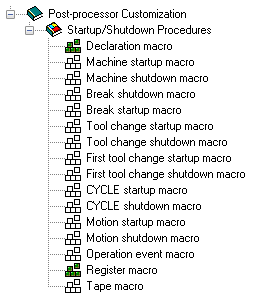 Post-processor Customization
Startup/Shutdown Procedures
Declaration macro
Machine startup macro
Machine shutdown macro
Break shutdown macro
Break startup macro
Tool change startup macro
Tool change shutdown macro
First tool change startup macro
First tool change shutdown macro
CYCLE startup macro
CYCLE shutdown macro
Motion startup macro
Motion shutdown macro
Operation event macro
Register macro
Tape macro